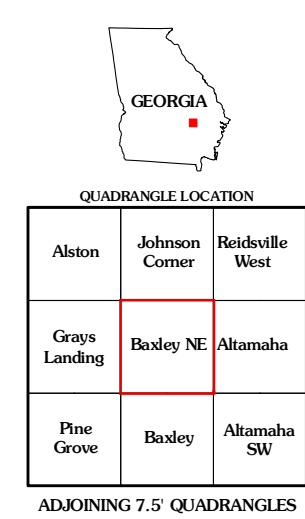 GEORGIA
QUADRANGLE LOCATION
Alston
Johnson
Corner
Reidsville
West
Grays
Landing
Baxley NE
Altamaha
Pine
Grove
Baxley
Altamaha
SW
ADJOINING 7.5' QUADRANGLES